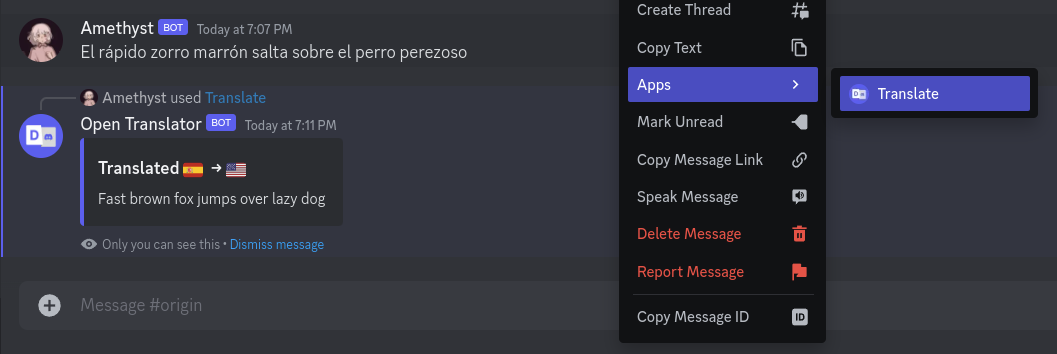 Amethyst BOT Today at 7:07 PM
El rápido zorro marrón salta sobre el perro perezoso
Amethyst used Translate
Open Translator BOT Today at 7:11 PM
Translated →
Fast brown fox jumps over lazy dog
Only you can see this • Dismiss message
Message #origin
Create Thread
Copy Text
Apps
Mark Unread
Copy Message Link
Speak Message
Delete Message
Report Message
Copy Message ID ID
Translate